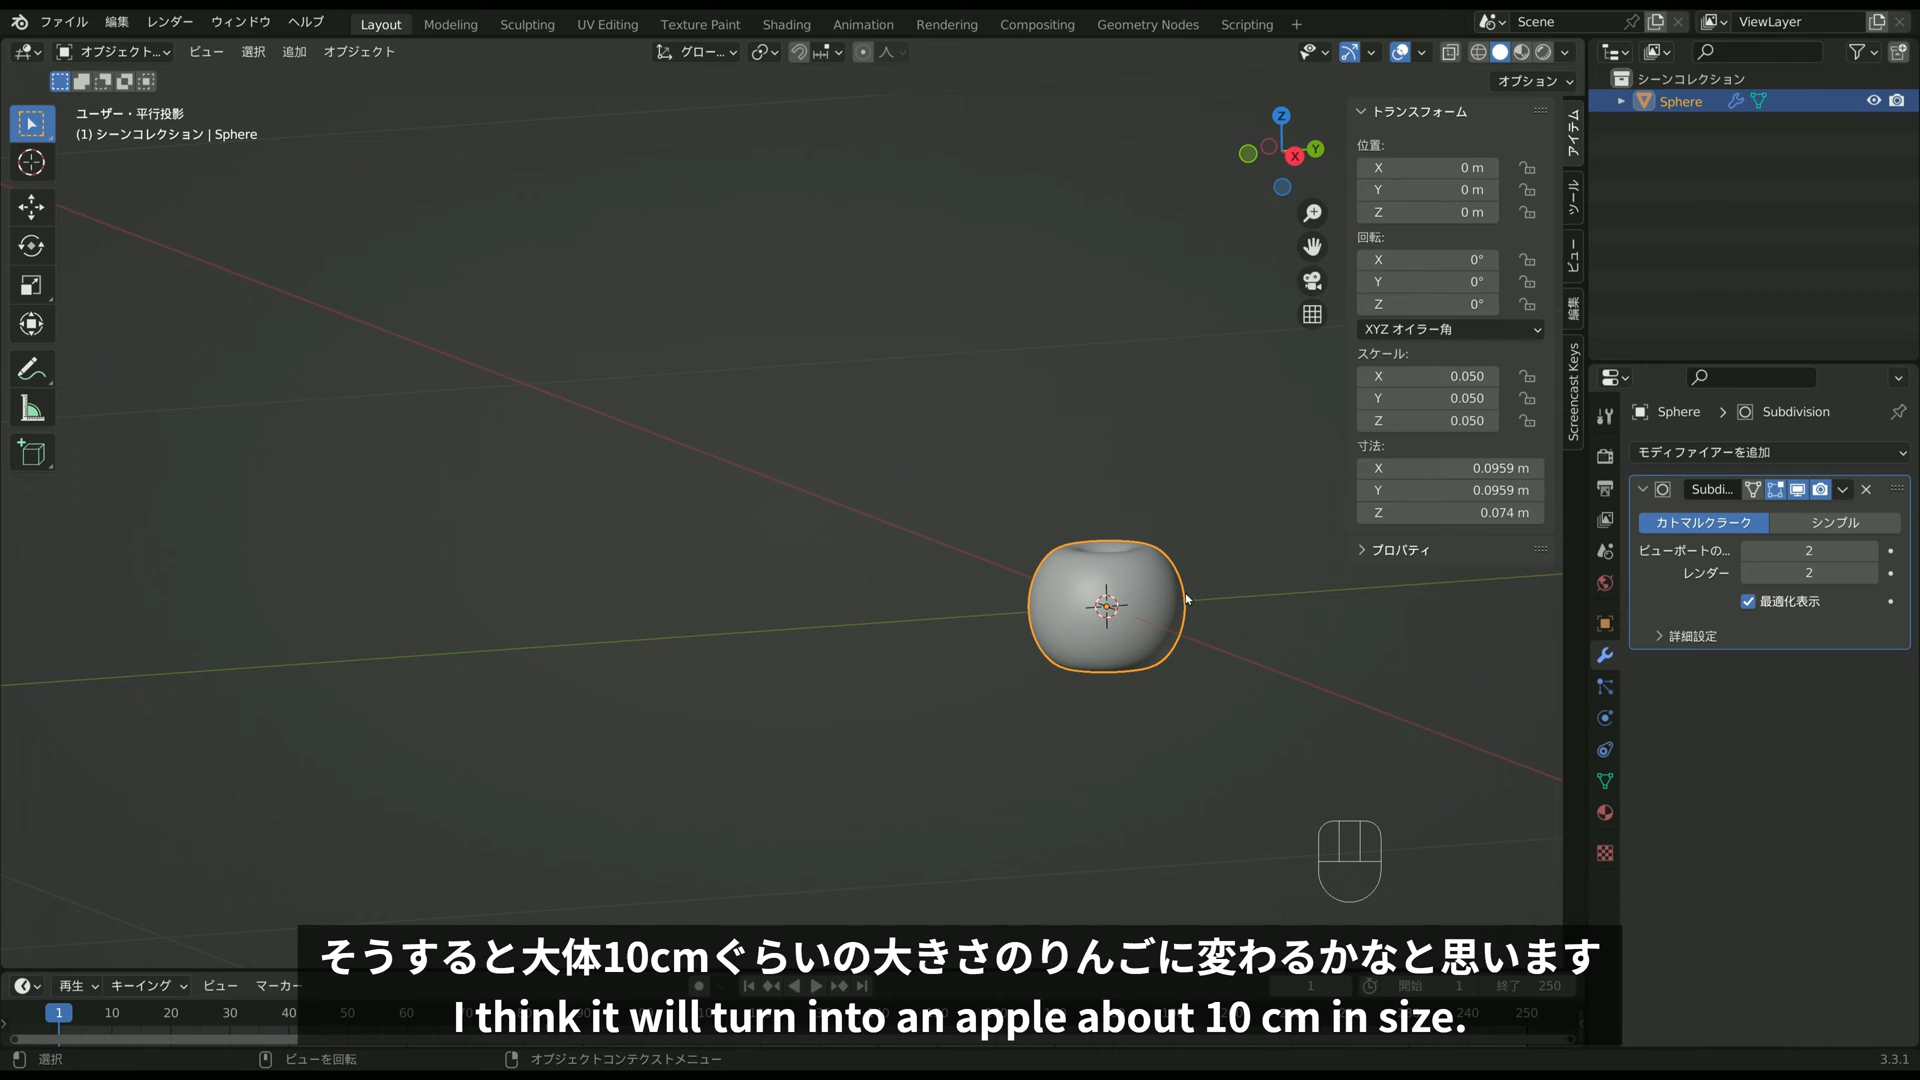 ファイル 編集 レンダー ウィンドウ ヘルプ Layout Modeling Sculpting UV Editing Texture Paint Shading Animation Rendering Compositing Geometry Nodes Scripting + Scene ViewLayer
オブジェクト... ビュー 選択 追加 オブジェクト グロー...
オプション
ユーザー・平行投影
(1) シーンコレクション | Sphere
Z
Y
X
トランスフォーム
位置:
X 0 m
Y 0 m
Z 0 m
回転:
X 0°
Y 0°
Z 0°
XYZ オイラー角
スケール:
X 0.050
Y 0.050
Z 0.050
寸法:
X 0.0959 m
Y 0.0959 m
Z 0.074 m
プロパティ
アイテム
ツール
ビュー
編集
Screencast Keys
シーンコレクション
Sphere
Sphere Subdivision
モディファイアーを追加
Subdi...
カトマルクラーク シンプル
ビューポートの... 2
レンダー 2
最適化表示
詳細設定
そうすると大体10cmぐらいの大きさのりんごに変わるかなと思います
I think it will turn into an apple about 10 cm in size.
再生 キーイング ビュー マーカー 1 開始 1 終了 250
1 10 20 30 40 50 60 240 250
選択 ビューを回転 オブジェクトコンテクストメニュー 3.3.1